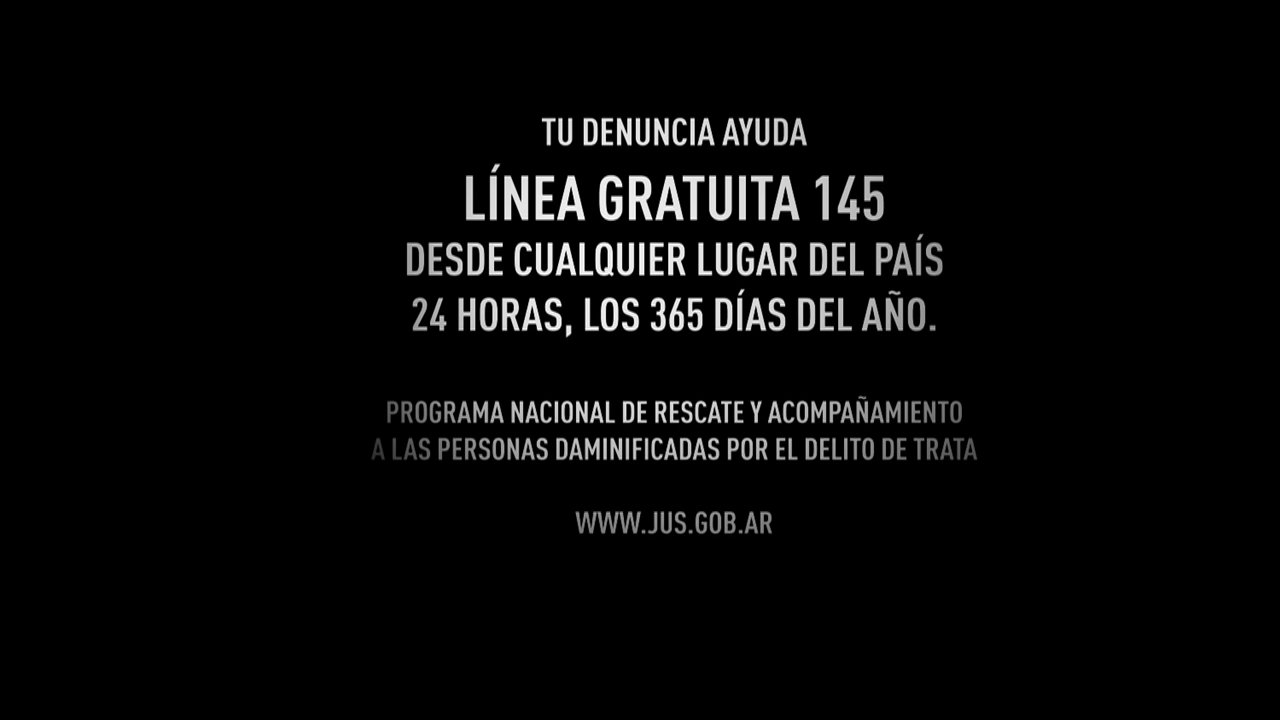 TU DENUNCIA AYUDA
LÍNEA GRATUITA 145
DESDE CUALQUIER LUGAR DEL PAÍS
24 HORAS, LOS 365 DÍAS DEL AÑO.
PROGRAMA NACIONAL DE RESCATE Y ACOMPAÑAMIENTO
A LAS PERSONAS DAMINIFICADAS POR EL DELITO DE TRATA
WWW.JUS.GOB.AR